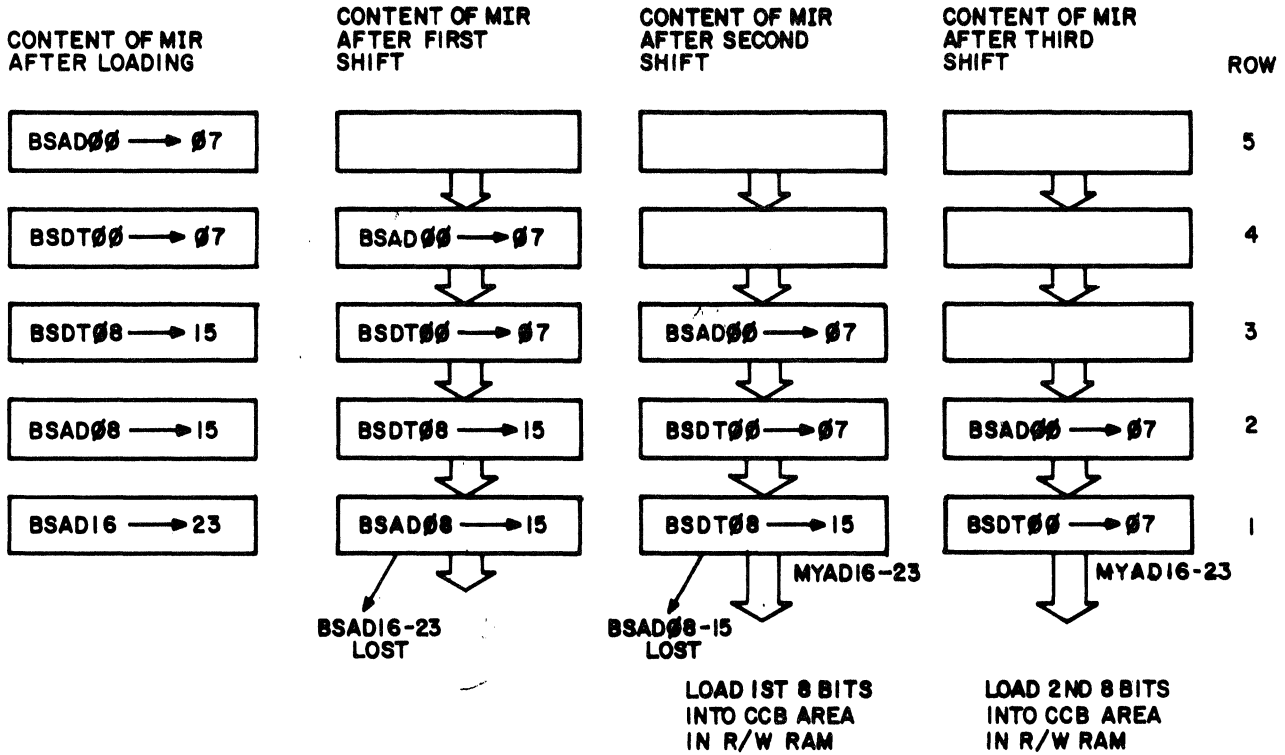 CONTENT OF MIR
AFTER LOADING
CONTENT OF MIR
AFTER FIRST
SHIFT
CONTENT OF MIR
AFTER SECOND
SHIFT
CONTENT OF MIR
AFTER THIRD
SHIFT
ROW
BSADØØ → Ø7
5
BSDTØØ → Ø7
BSADØØ → Ø7
4
BSDTØ8 → 15
BSDTØØ → Ø7
BSADØØ → Ø7
3
BSADØ8 → 15
BSDTØ8 → 15
BSDTØØ → Ø7
BSADØØ → Ø7
2
BSAD16 → 23
BSADØ8 → 15
BSDTØ8 → 15
BSDTØØ → Ø7
1
MYAD16-23
MYAD16-23
BSAD16-23
LOST
BSADØ8-15
LOST
LOAD 1ST 8 BITS
INTO CCB AREA
IN R/W RAM
LOAD 2ND 8 BITS
INTO CCB AREA
IN R/W RAM